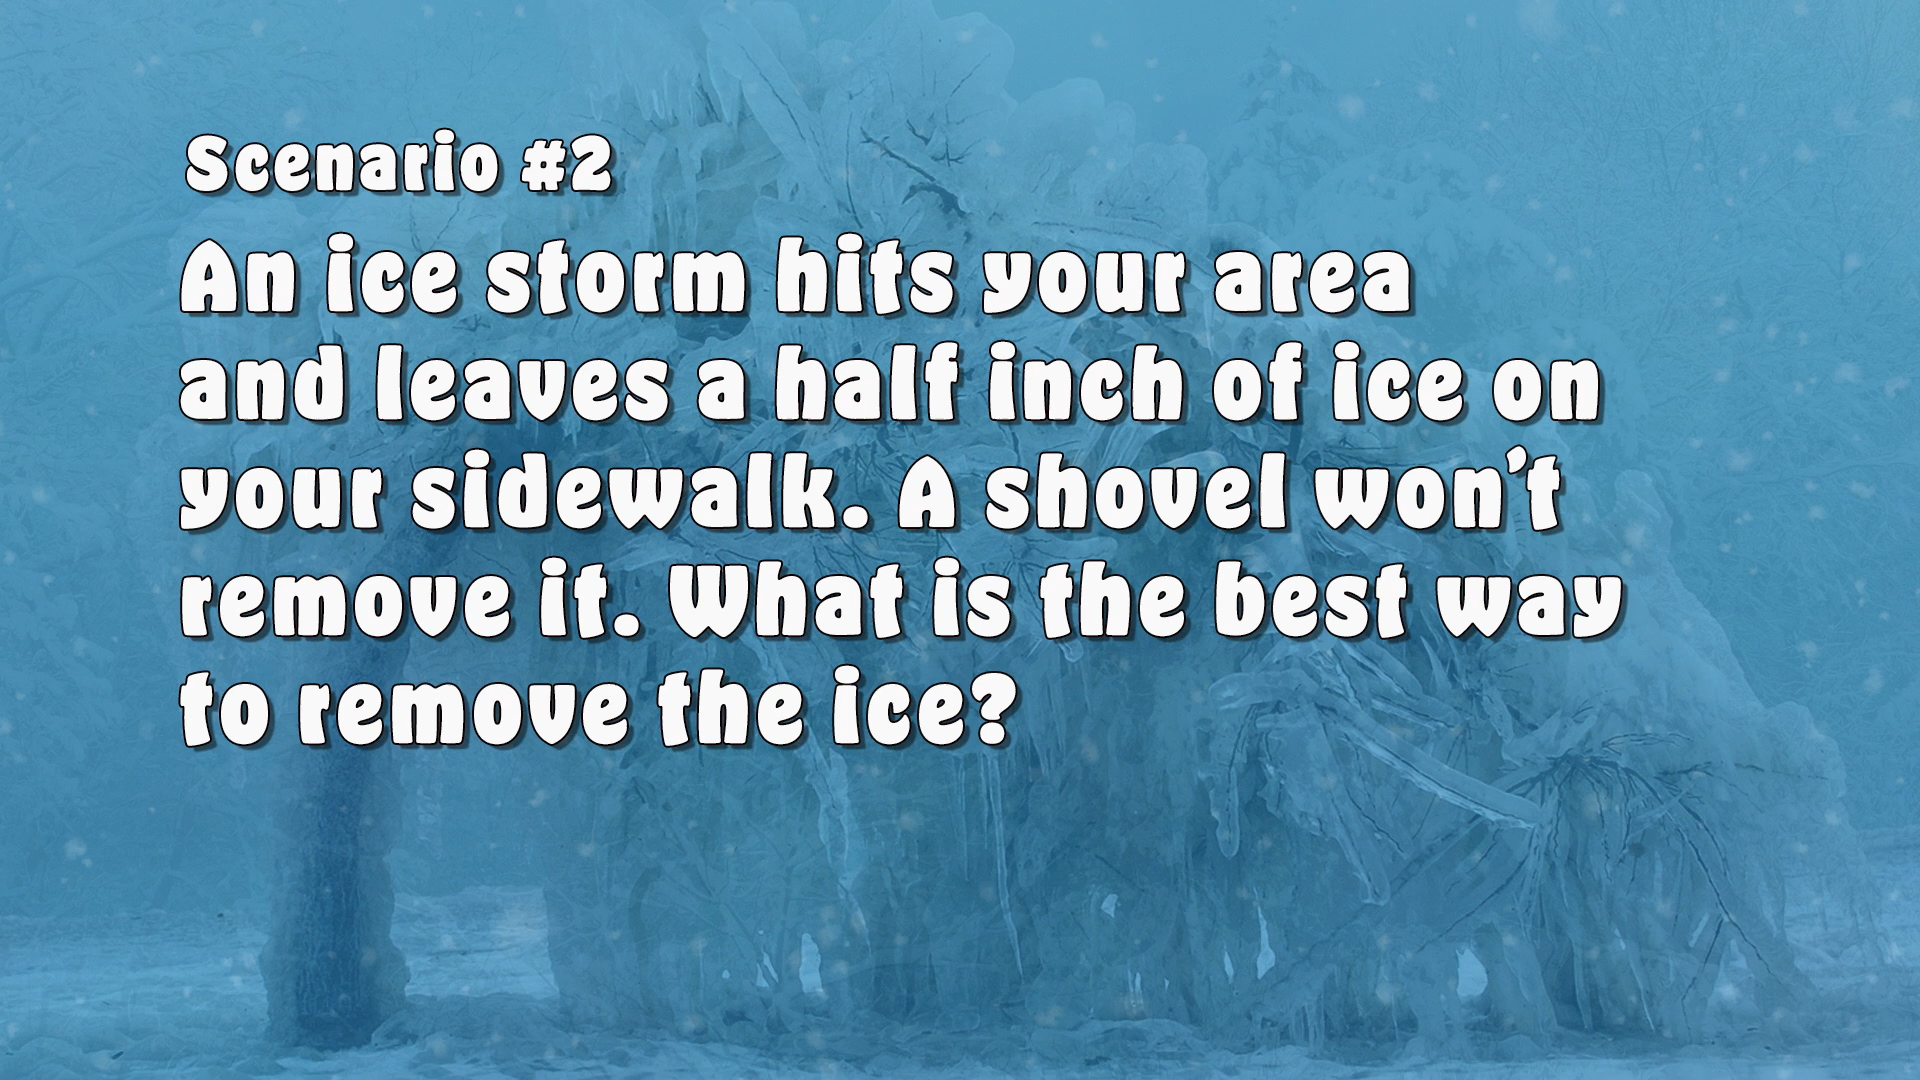 Scenario #2
An ice storm hits your area
and leaves a half inch of ice on
your sidewalk. A shovel won’t
remove it. What is the best way
to remove the ice?